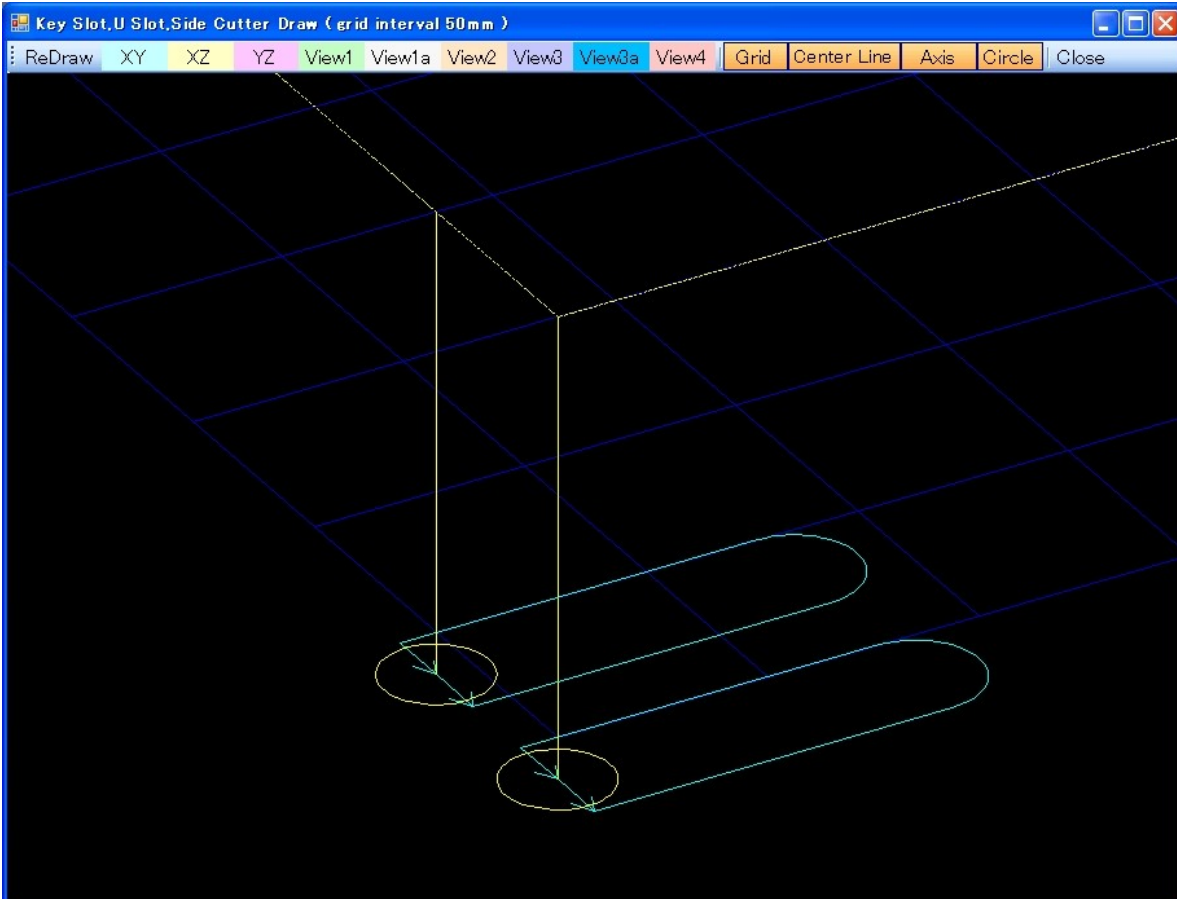 Key Slot,U Slot,Side Cutter Draw ( grid interval 50mm )
ReDraw XY XZ YZ View1 View1a View2 View3 View3a View4 Grid Center Line Axis Circle Close